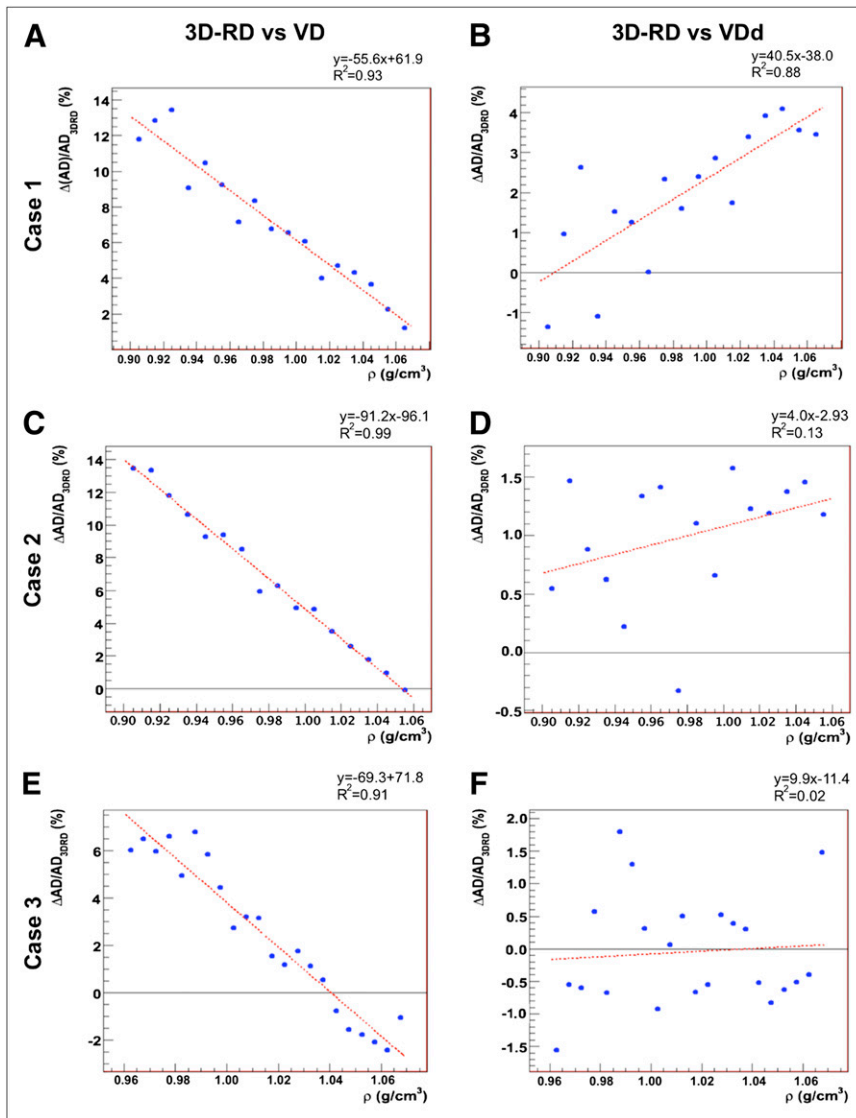 3D-RD vs VD
3D-RD vs VDd
A
y=-55.6x+61.9
R²=0.93
Case 1
Δ(AD)/AD3DRD (%)
14
12
10
8
6
4
2
0.90 0.92 0.94 0.96 0.98 1.00 1.02 1.04 1.06
ρ (g/cm³)
B
y=40.5x-38.0
R²=0.88
ΔAD/AD3DRD (%)
4
3
2
1
0
-1
0.90 0.92 0.94 0.96 0.98 1.00 1.02 1.04 1.06
ρ (g/cm³)
C
y=-91.2x-96.1
R²=0.99
Case 2
ΔAD/AD3DRD (%)
14
12
10
8
6
4
2
0
0.90 0.92 0.94 0.96 0.98 1.00 1.02 1.04 1.06
ρ (g/cm³)
D
y=4.0x-2.93
R²=0.13
ΔAD/AD3DRD (%)
1.5
1.0
0.5
0.0
-0.5
0.90 0.92 0.94 0.96 0.98 1.00 1.02 1.04 1.06
ρ (g/cm³)
E
y=-69.3+71.8
R²=0.91
Case 3
ΔAD/AD3DRD (%)
6
4
2
0
-2
0.96 0.98 1.00 1.02 1.04 1.06
ρ (g/cm³)
F
y=9.9x-11.4
R²=0.02
ΔAD/AD3DRD (%)
2.0
1.5
1.0
0.5
0.0
-0.5
-1.0
-1.5
0.96 0.98 1.00 1.02 1.04 1.06
ρ (g/cm³)